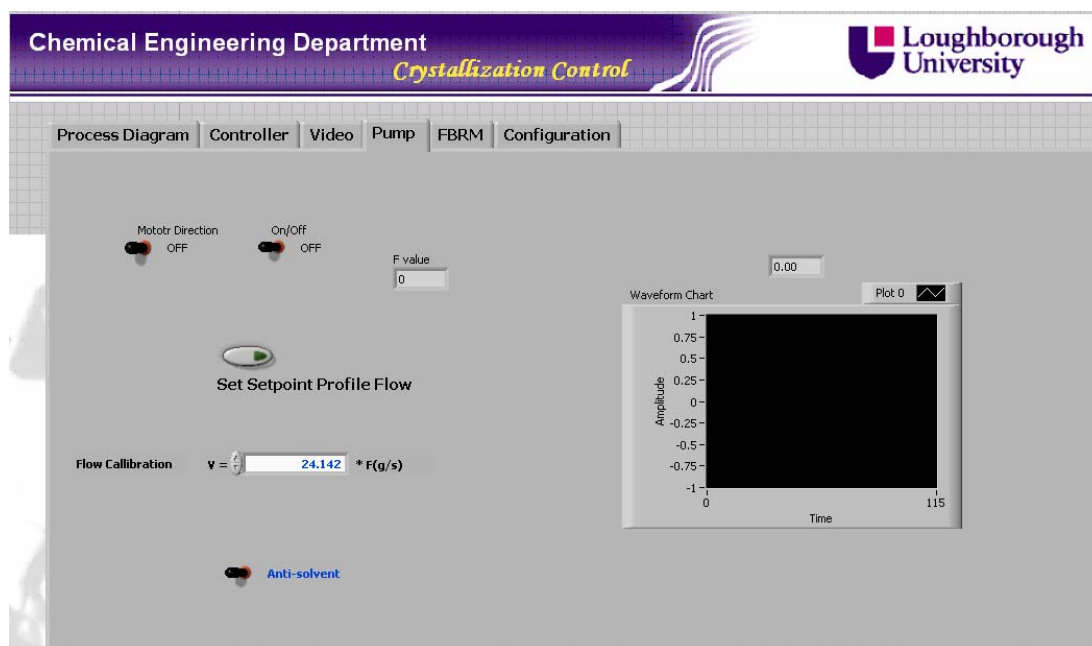 Chemical Engineering Department
Crystallization Control
Loughborough
University
Process Diagram Controller Video Pump FBRM Configuration
Mototr Direction
OFF
On/Off
OFF
F value
0
0.00
Waveform Chart
Plot 0
1
0.75
0.5
0.25
0
-0.25
-0.5
-0.75
-1
Amplitude
0
115
Time
Set Setpoint Profile Flow
Flow Callibration V = 24.142 * F(g/s)
Anti-solvent